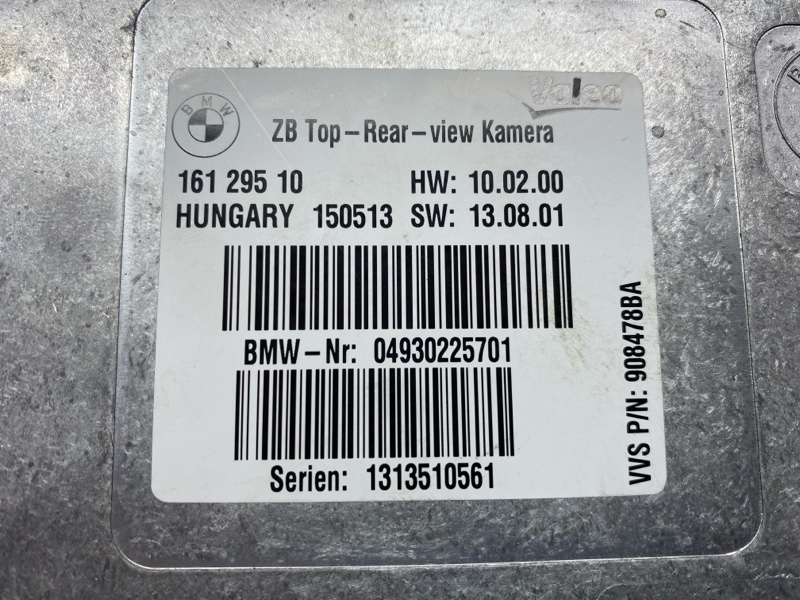 BMW
Valeo
ZB Top-Rear-view Kamera
161 295 10 HW: 10.02.00
HUNGARY 150513 SW: 13.08.01
BMW-Nr: 04930225701
Serien: 1313510561
VVS P/N: 908478BA